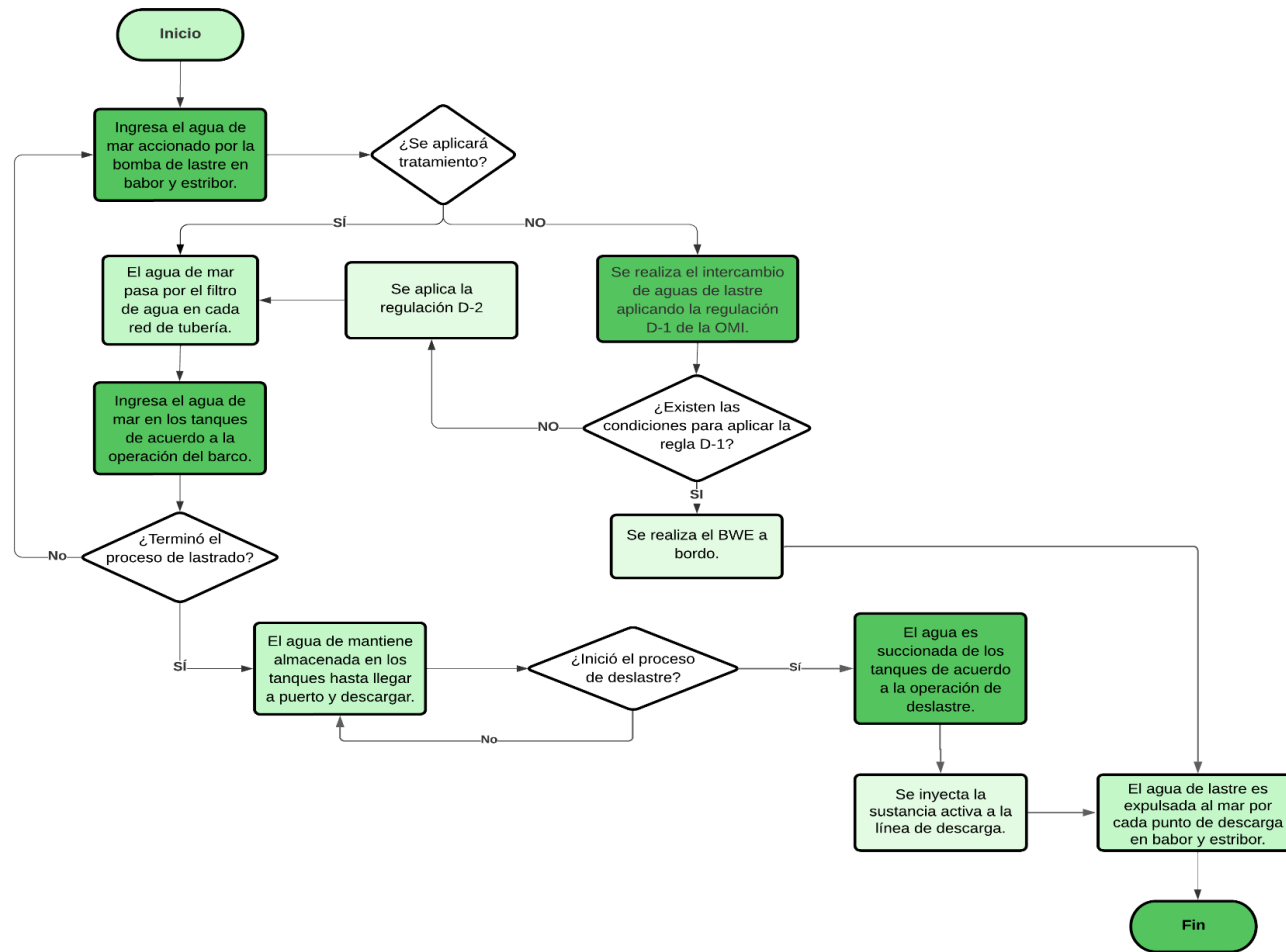 Inicio
Ingresa el agua de
mar accionado por la
bomba de lastre en
babor y estribor.
¿Se aplicará
tratamiento?
SÍ
NO
El agua de mar
pasa por el filtro
de agua en cada
red de tubería.
Se aplica la
regulación D-2
Se realiza el intercambio
de aguas de lastre
aplicando la regulación
D-1 de la OMI.
Ingresa el agua de
mar en los tanques
de acuerdo a la
operación del barco.
¿Existen las
condiciones para aplicar la
regla D-1?
NO
SI
¿Terminó el
proceso de lastrado?
No
Se realiza el BWE a
bordo.
SÍ
El agua de mantiene
almacenada en los
tanques hasta llegar
a puerto y descargar.
¿Inició el proceso
de deslastre?
Sí
No
El agua es
succionada de los
tanques de acuerdo
a la operación de
deslastre.
Se inyecta la
sustancia activa a la
línea de descarga.
El agua de lastre es
expulsada al mar por
cada punto de descarga
en babor y estribor.
Fin